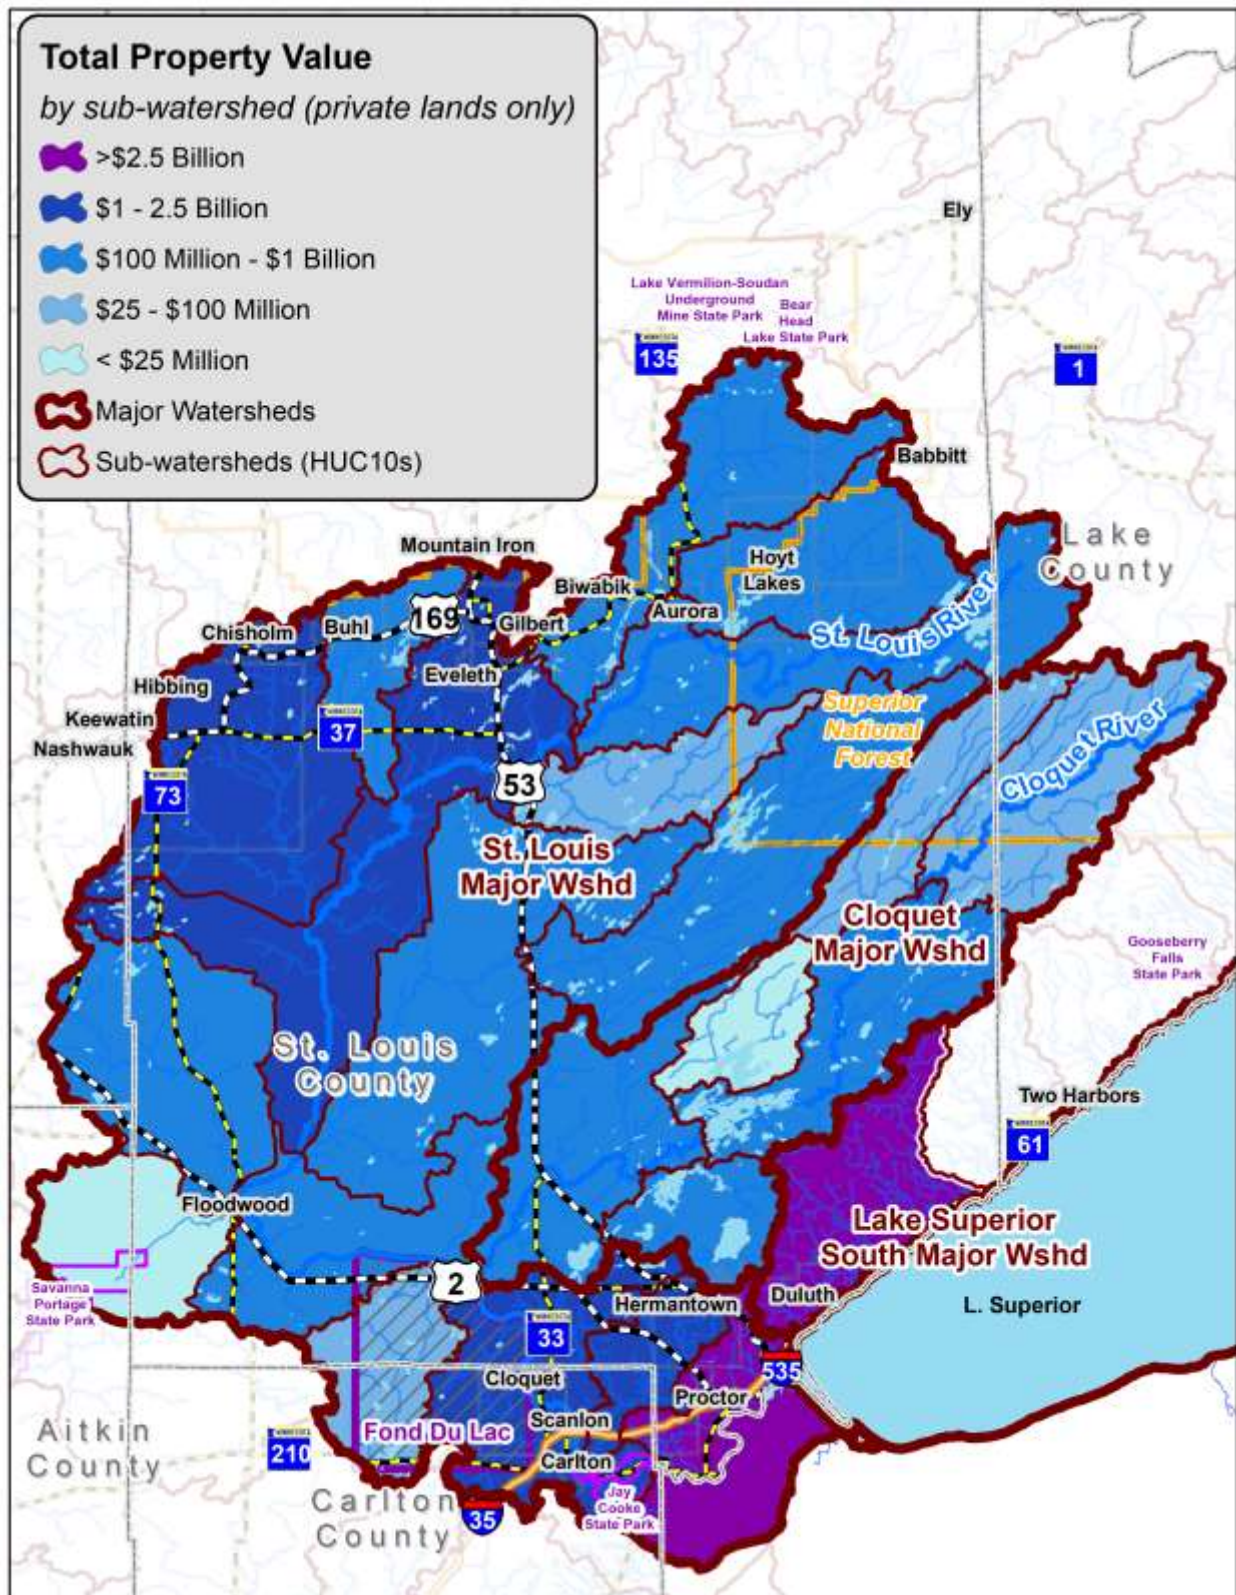 Total Property Value
by sub-watershed (private lands only)
>$2.5 Billion
$1 - 2.5 Billion
$100 Million - $1 Billion
$25 - $100 Million
< $25 Million
Major Watersheds
Sub-watersheds (HUC10s)
Ely
Lake Vermilion-Soudan
Underground
Mine State Park
Bear
Head
Lake State Park
135
1
Babbitt
Lake
County
Mountain Iron
Hoyt
Lakes
Biwabik
Aurora
169
Gilbert
Chisholm
Buhl
St. Louis River
Eveleth
Hibbing
Keewatin
Nashwauk
37
Superior
National
Forest
Cloquet River
73
53
St. Louis
Major Wshd
Cloquet
Major Wshd
Gooseberry
Falls
State Park
St. Louis
County
Two Harbors
61
Floodwood
Lake Superior
South Major Wshd
Savanna
Portage
State Park
2
Hermantown
Duluth
L. Superior
33
535
Cloquet
Proctor
Scanlon
Fond Du Lac
Carlton
Aitkin
County
210
Jay
Cooke
State Park
Carlton
County
35